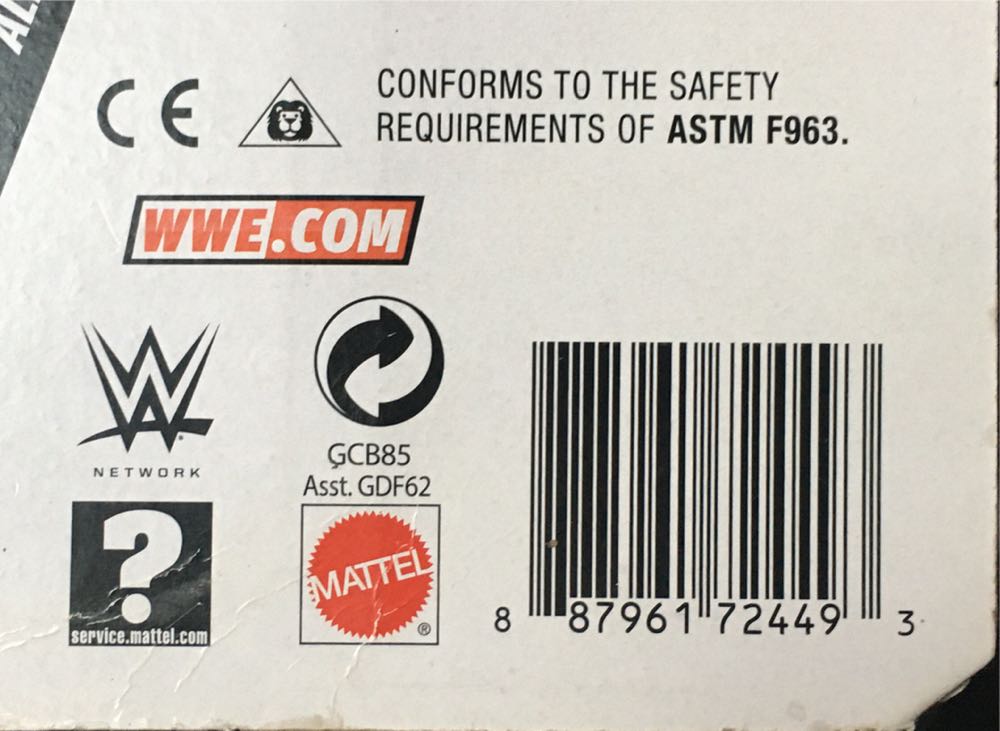 CE
CONFORMS TO THE SAFETY
REQUIREMENTS OF ASTM F963.
WWE.COM
W
NETWORK
GCB85
Asst. GDF62
?
service.mattel.com
MATTEL
®
8 87961 72449 3